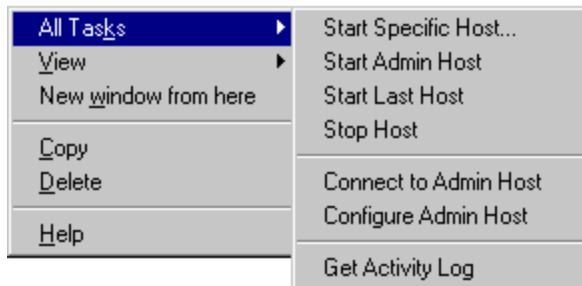 All Tasks
View
New window from here
Copy
Delete
Help
Start Specific Host...
Start Admin Host
Start Last Host
Stop Host
Connect to Admin Host
Configure Admin Host
Get Activity Log